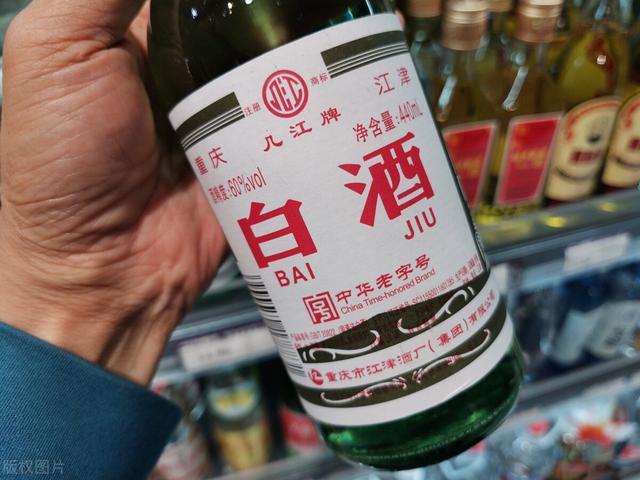 注册
JEC
商标
几江牌
重庆
江津
酒精度:60%vol
净含量:440mL
白酒
BAI
JIU
中华老字号
China Time-honored Brand
重庆市江津酒厂(集团)有限公司
版权图片